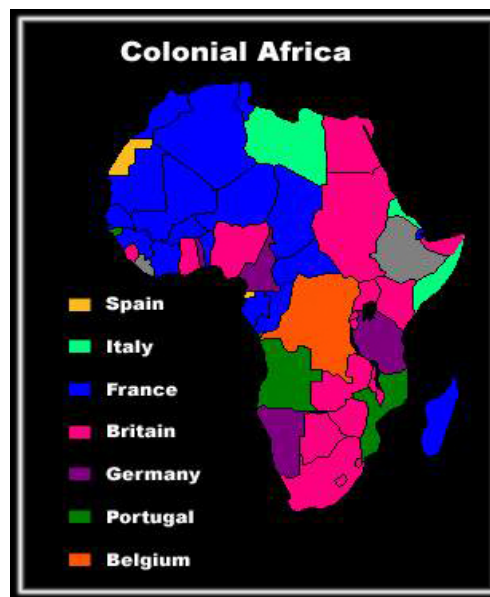 Colonial Africa
Spain
Italy
France
Britain
Germany
Portugal
Belgium